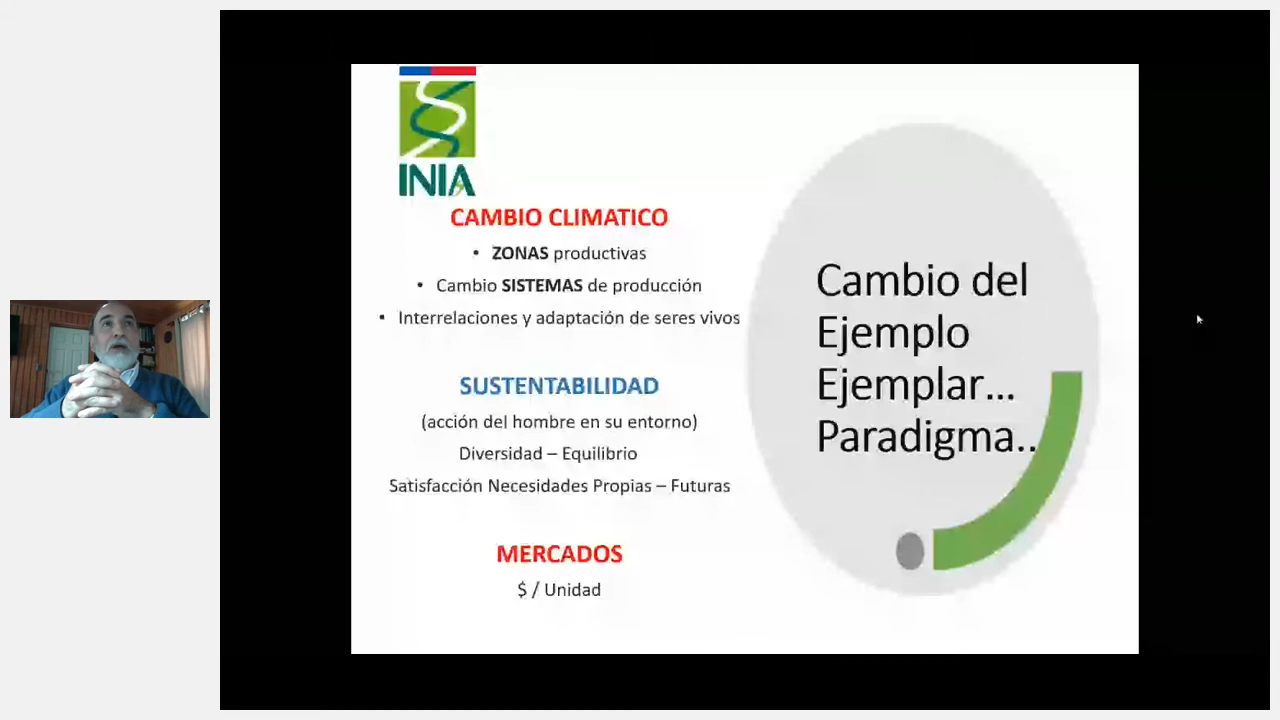 INIA
CAMBIO CLIMATICO
• ZONAS productivas
• Cambio SISTEMAS de producción
• Interrelaciones y adaptación de seres vivos
SUSTENTABILIDAD
(acción del hombre en su entorno)
Diversidad – Equilibrio
Satisfacción Necesidades Propias – Futuras
MERCADOS
$ / Unidad
Cambio del
Ejemplo
Ejemplar...
Paradigma..